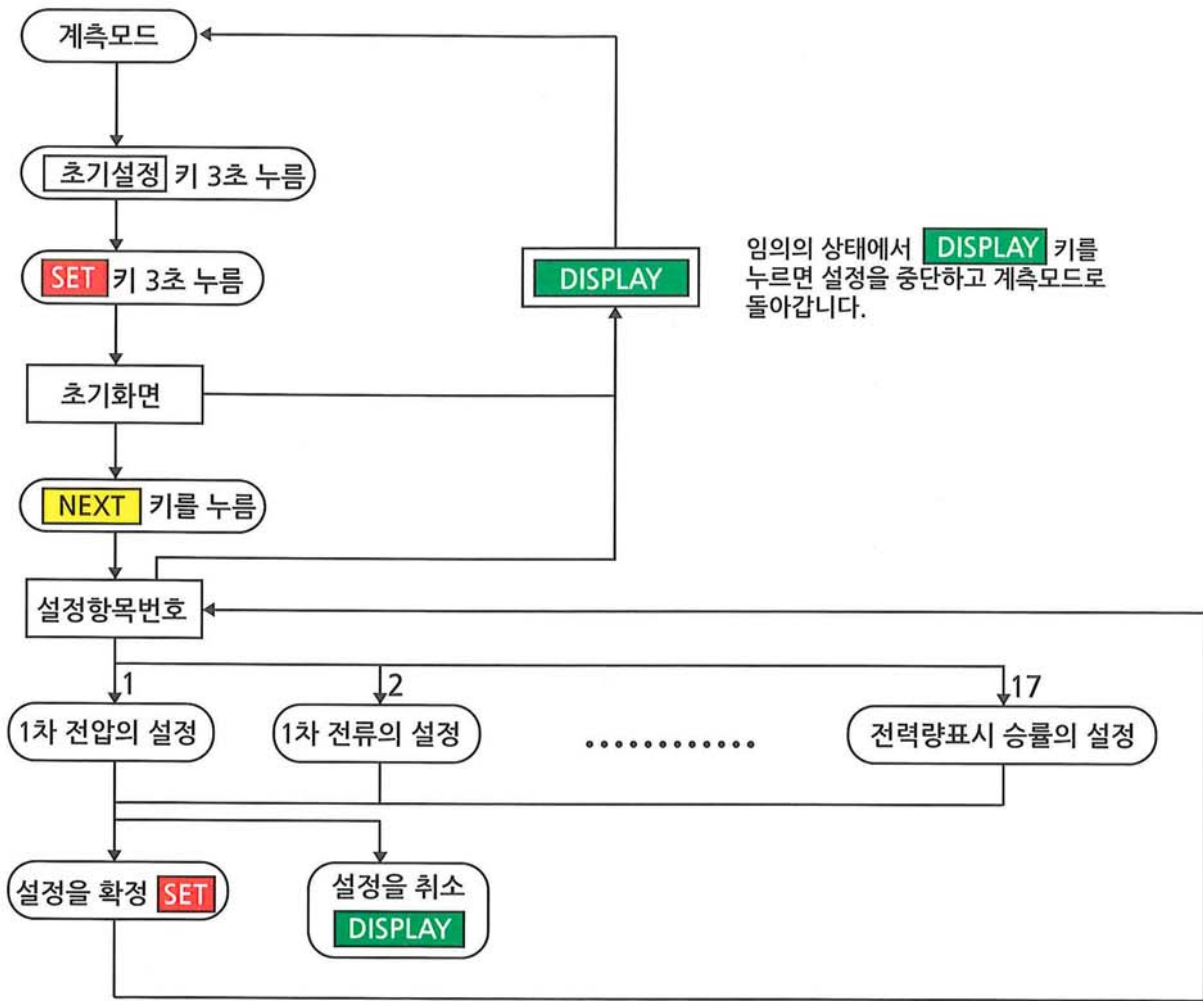 계측모드
초기설정 키 3초 누름
SET 키 3초 누름
DISPLAY
임의의 상태에서 DISPLAY 키를
누르면 설정을 중단하고 계측모드로
돌아갑니다.
초기화면
NEXT 키를 누름
설정항목번호
1
2
17
1차 전압의 설정
1차 전류의 설정
전력량표시 승률의 설정
설정을 확정 SET
설정을 취소
DISPLAY